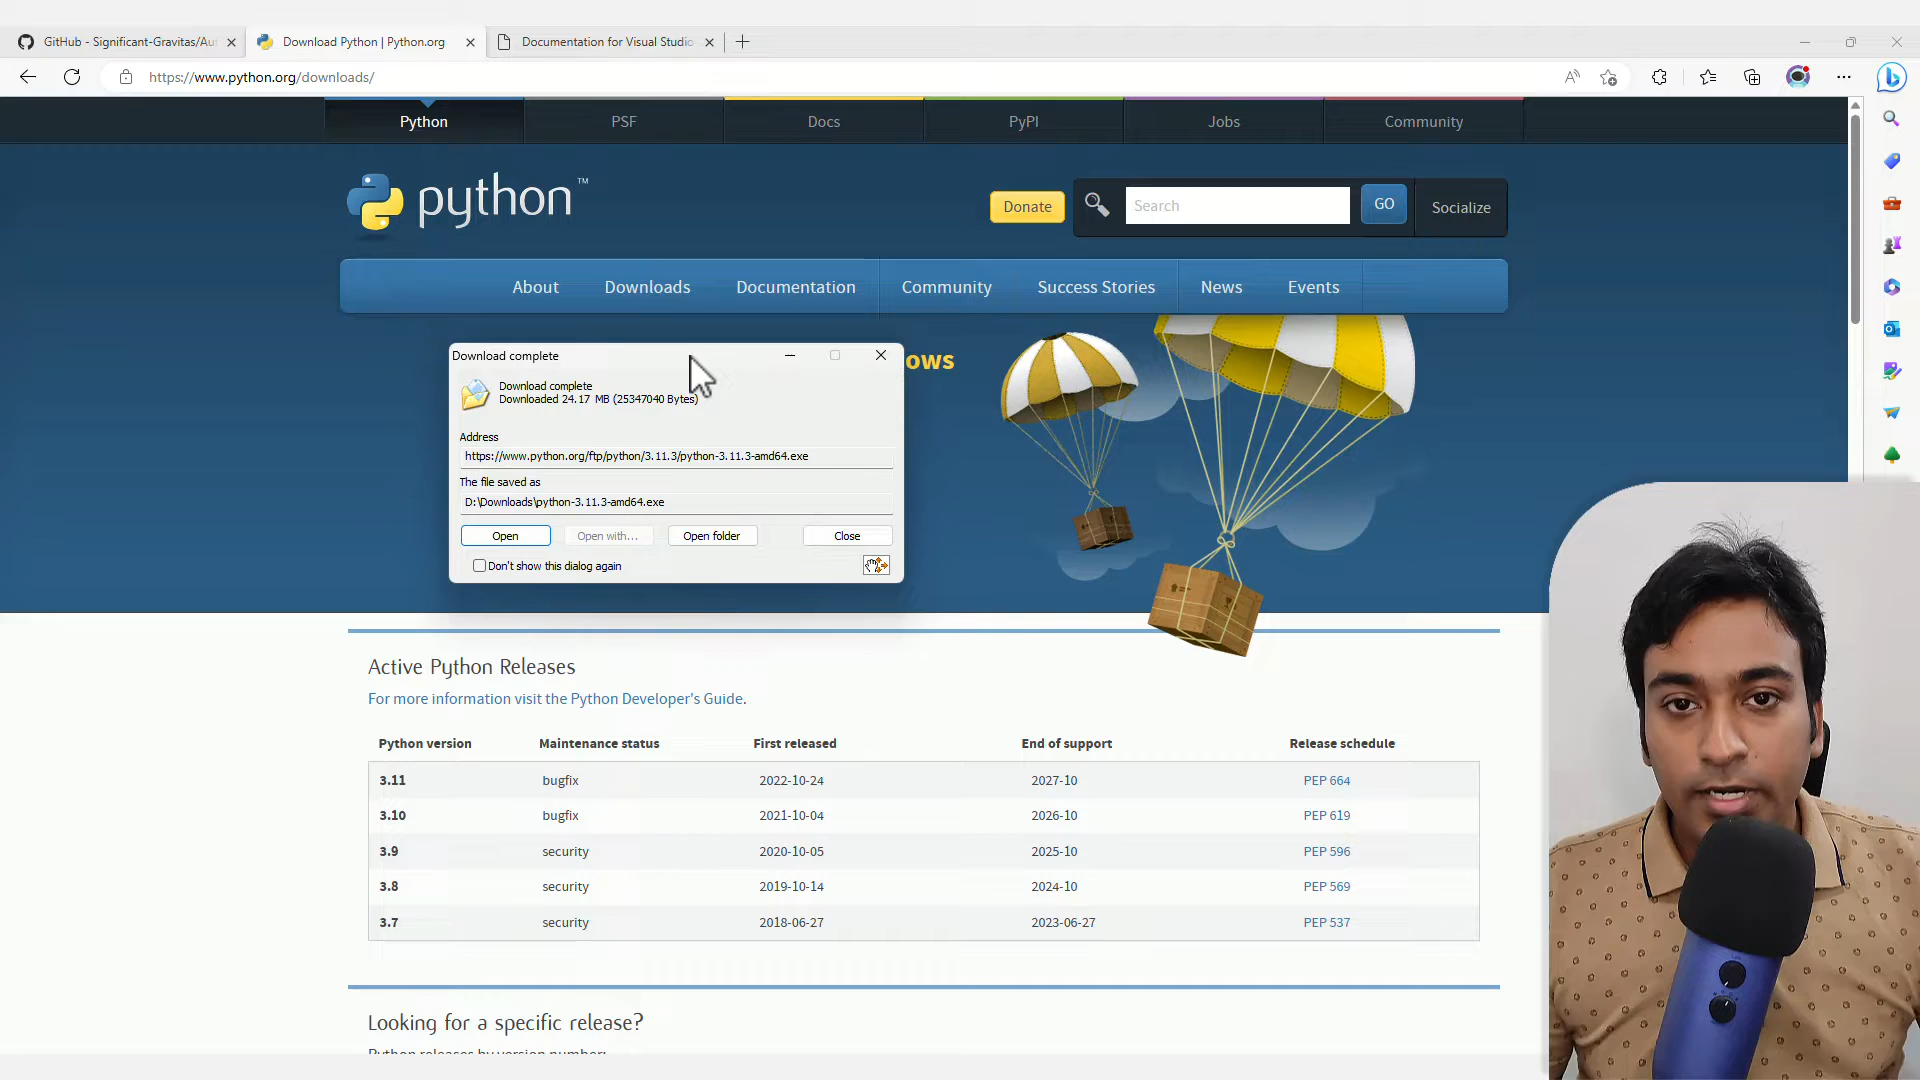 GitHub - Significant-Gravitas/Au
Download Python | Python.org
Documentation for Visual Studio
https://www.python.org/downloads/
Python
PSF
Docs
PyPI
Jobs
Community
python™
Donate
Search
GO
Socialize
About
Downloads
Documentation
Community
Success Stories
News
Events
ows
Download complete
Download complete
Downloaded 24.17 MB (25347040 Bytes)
Address
https://www.python.org/ftp/python/3.11.3/python-3.11.3-amd64.exe
The file saved as
D:\Downloads\python-3.11.3-amd64.exe
Open
Open with...
Open folder
Close
Don't show this dialog again
Active Python Releases
For more information visit the Python Developer's Guide.
Python version Maintenance status First released End of support Release schedule
3.11 bugfix 2022-10-24 2027-10 PEP 664
3.10 bugfix 2021-10-04 2026-10 PEP 619
3.9 security 2020-10-05 2025-10 PEP 596
3.8 security 2019-10-14 2024-10 PEP 569
3.7 security 2018-06-27 2023-06-27 PEP 537
Looking for a specific release?
Python releases by version number: